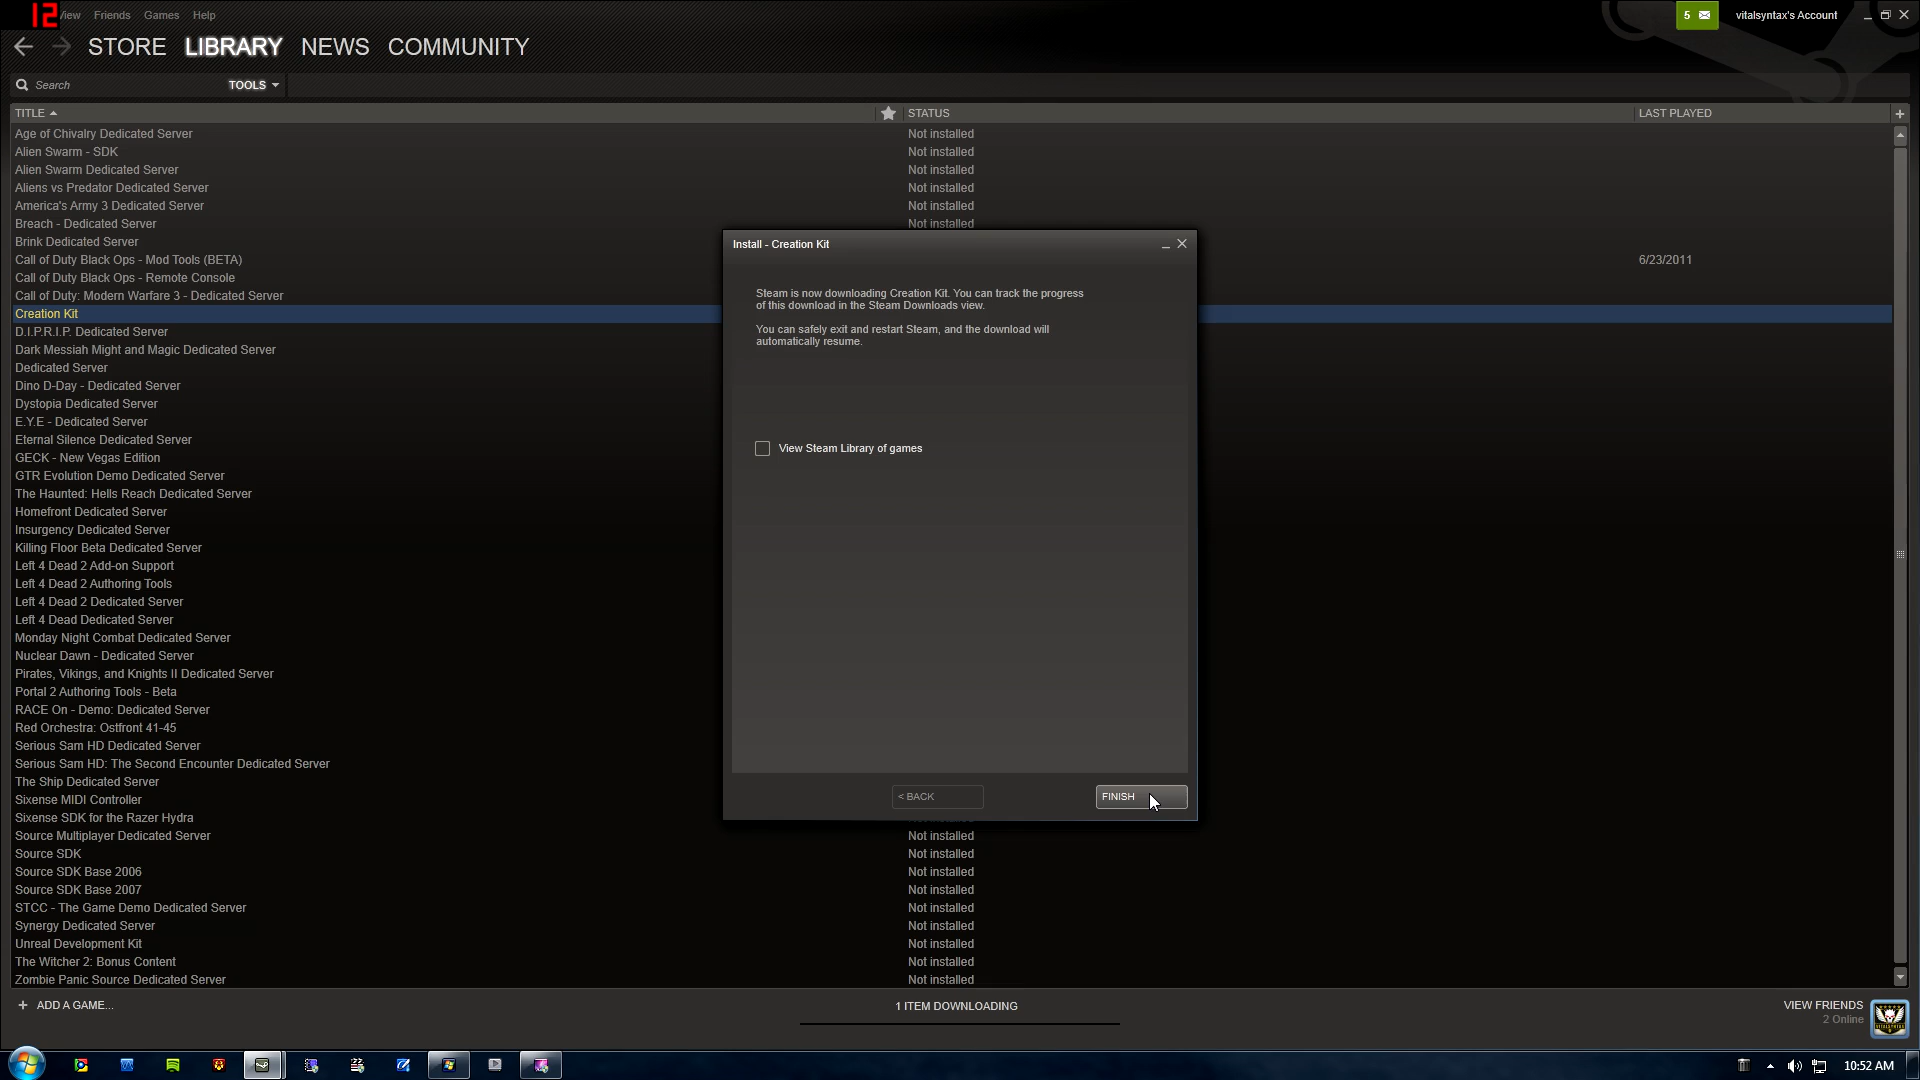 12
View Friends Games Help
5
vitalsyntax's Account
STORE LIBRARY NEWS COMMUNITY
Search
TOOLS
TITLE STATUS LAST PLAYED
Age of Chivalry Dedicated Server Not installed
Alien Swarm - SDK Not installed
Alien Swarm Dedicated Server Not installed
Aliens vs Predator Dedicated Server Not installed
America's Army 3 Dedicated Server Not installed
Breach - Dedicated Server Not installed
Brink Dedicated Server
Call of Duty Black Ops - Mod Tools (BETA) 6/23/2011
Call of Duty Black Ops - Remote Console
Call of Duty: Modern Warfare 3 - Dedicated Server
Creation Kit
D.I.P.R.I.P. Dedicated Server
Dark Messiah Might and Magic Dedicated Server
Dedicated Server
Dino D-Day - Dedicated Server
Dystopia Dedicated Server
E.Y.E - Dedicated Server
Eternal Silence Dedicated Server
GECK - New Vegas Edition
GTR Evolution Demo Dedicated Server
The Haunted: Hells Reach Dedicated Server
Homefront Dedicated Server
Insurgency Dedicated Server
Killing Floor Beta Dedicated Server
Left 4 Dead 2 Add-on Support
Left 4 Dead 2 Authoring Tools
Left 4 Dead 2 Dedicated Server
Left 4 Dead Dedicated Server
Monday Night Combat Dedicated Server
Nuclear Dawn - Dedicated Server
Pirates, Vikings, and Knights II Dedicated Server
Portal 2 Authoring Tools - Beta
RACE On - Demo: Dedicated Server
Red Orchestra: Ostfront 41-45
Serious Sam HD Dedicated Server
Serious Sam HD: The Second Encounter Dedicated Server
The Ship Dedicated Server
Sixense MIDI Controller
Sixense SDK for the Razer Hydra
Source Multiplayer Dedicated Server Not installed
Source SDK Not installed
Source SDK Base 2006 Not installed
Source SDK Base 2007 Not installed
STCC - The Game Demo Dedicated Server Not installed
Synergy Dedicated Server Not installed
Unreal Development Kit Not installed
The Witcher 2: Bonus Content Not installed
Zombie Panic Source Dedicated Server Not installed
Install - Creation Kit
Steam is now downloading Creation Kit. You can track the progress
of this download in the Steam Downloads view.
You can safely exit and restart Steam, and the download will
automatically resume.
View Steam Library of games
< BACK
FINISH
+ ADD A GAME...
1 ITEM DOWNLOADING
VIEW FRIENDS
2 Online
10:52 AM